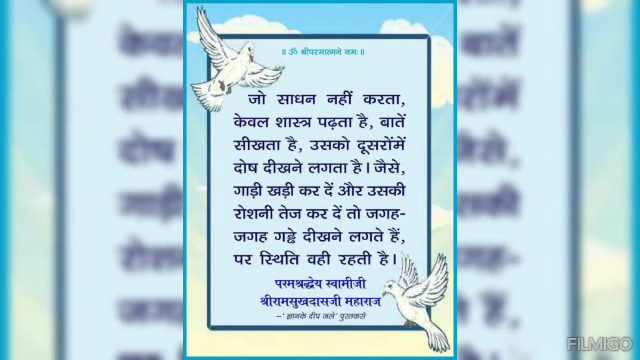 ॥ ॐ श्रीपरमात्मने नमः॥
जो साधन नहीं करता,
केवल शास्त्र पढ़ता है, बातें
सीखता है, उसको दूसरोंमें
दोष दीखने लगता है। जैसे,
गाड़ी खड़ी कर दें और उसकी
रोशनी तेज कर दें तो जगह-
जगह गड्ढे दीखने लगते हैं,
पर स्थिति वही रहती है।
परमश्रद्धेय स्वामीजी
श्रीरामसुखदासजी महाराज
–‘ज्ञानके दीप जले’ पुस्तकसे
FILMIGO